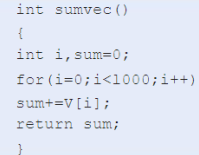 int sumvec()
{
int i,sum=0;
for(i=0;i<1000;i++)
sum+=V[i];
return sum;
}